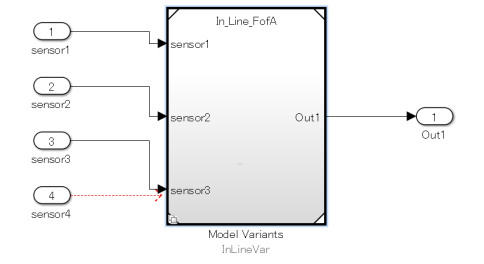 In_Line_FofA
1
sensor1
sensor1
2
sensor2
sensor2
Out1
1
Out1
3
sensor3
sensor3
4
sensor4
Model Variants
InLineVar